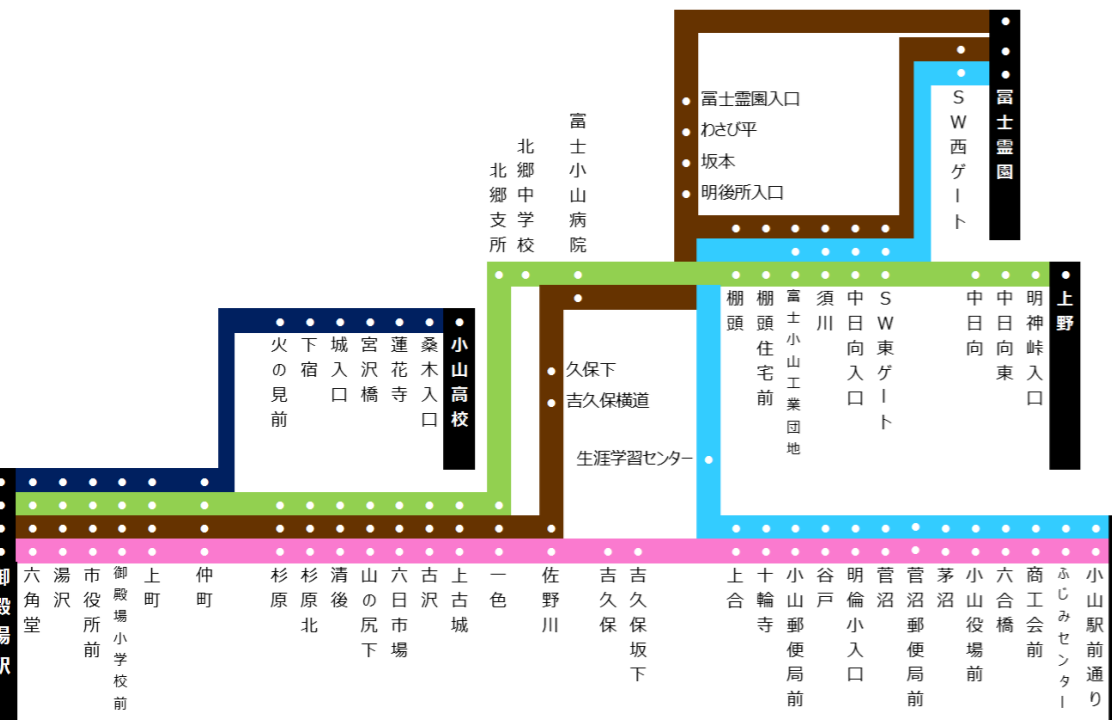 冨士霊園
SW西ゲート
冨士霊園入口
わさび平
坂本
明後所入口
富士小山病院
北郷中学校
北郷支所
上野
明神峠入口
中日向東
中日向
SW東ゲート
中日向入口
須川
富士小山工業団地
棚頭住宅前
棚頭
小山高校
桑木入口
蓮花寺
宮沢橋
城入口
下宿
火の見前
久保下
吉久保横道
生涯学習センター
御殿場駅
六角堂
湯沢
市役所前
御殿場小学校前
上町
仲町
杉原
杉原北
清後
山の尻下
六日市場
古沢
上古城
一色
佐野川
吉久保
吉久保坂下
上合
十輪寺
小山郵便局前
谷戸
明倫小入口
菅沼
菅沼郵便局前
茅沼
小山役場前
六合橋
商工会前
ふじみセンター
小山駅前通り